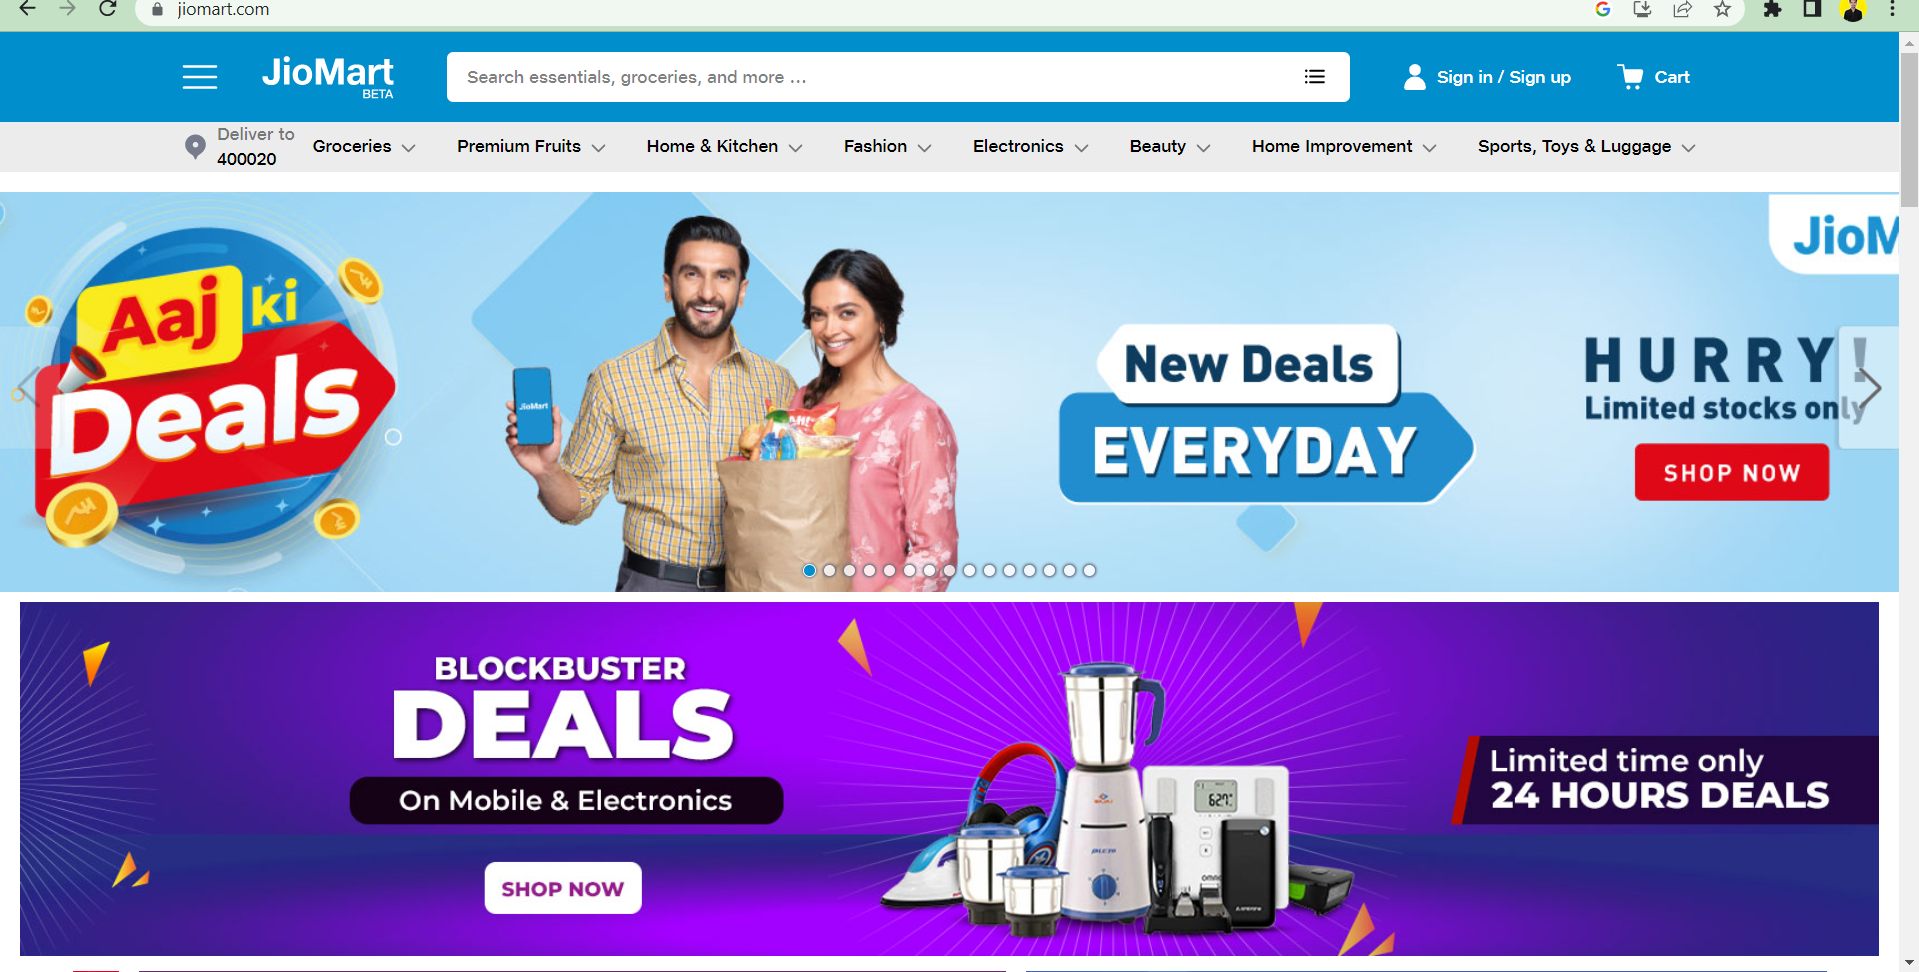 jiomart.com
JioMart
BETA
Search essentials, groceries, and more ...
Sign in / Sign up
Cart
Deliver to
400020
Groceries
Premium Fruits
Home & Kitchen
Fashion
Electronics
Beauty
Home Improvement
Sports, Toys & Luggage
Aaj ki
Deals
JioMart
New Deals
EVERYDAY
JioM
HURRY!
Limited stocks only
SHOP NOW
BLOCKBUSTER
DEALS
On Mobile & Electronics
SHOP NOW
BAJAJ
62.7
Limited time only
24 HOURS DEALS